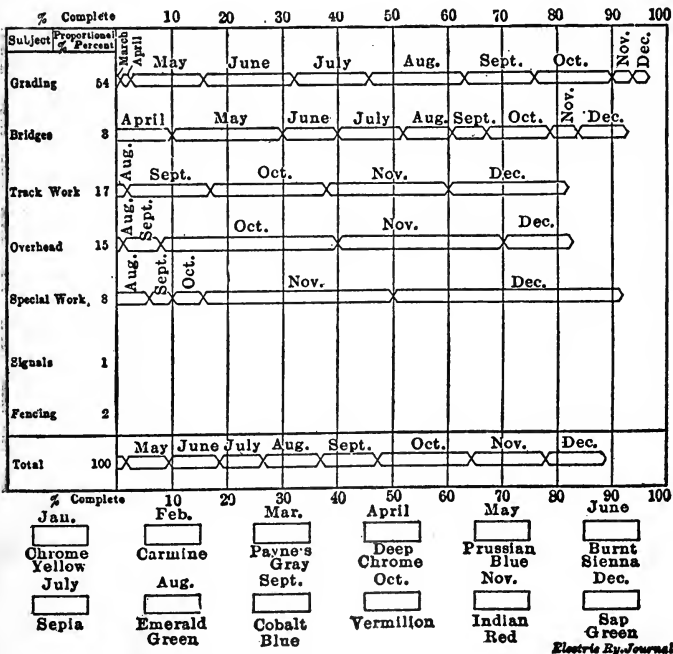 % Complete 10 20 30 40 50 60 70 80 90 100
Subject Proportional % Percent March April May June July Aug. Sept. Oct. Nov. Dec.
Grading 54
April May June July Aug. Sept. Oct. Nov. Dec.
Bridges 8
Aug. Sept. Oct. Nov. Dec.
Track Work 17
Aug. Sept. Oct. Nov. Dec.
Overhead 15
Aug. Sept. Oct. Nov. Dec.
Special Work, 8
Signals 1
Fencing 2
May June July Aug. Sept. Oct. Nov. Dec.
Total 100
% Complete 10 20 30 40 50 60 70 80 90 100
Jan. Feb. Mar. April May June
Chrome Yellow Carmine Payne's Gray Deep Chrome Prussian Blue Burnt Sienna
July Aug. Sept. Oct. Nov. Dec.
Sepia Emerald Green Cobalt Blue Vermilion Indian Red Sap Green
Electric Ry. Journal